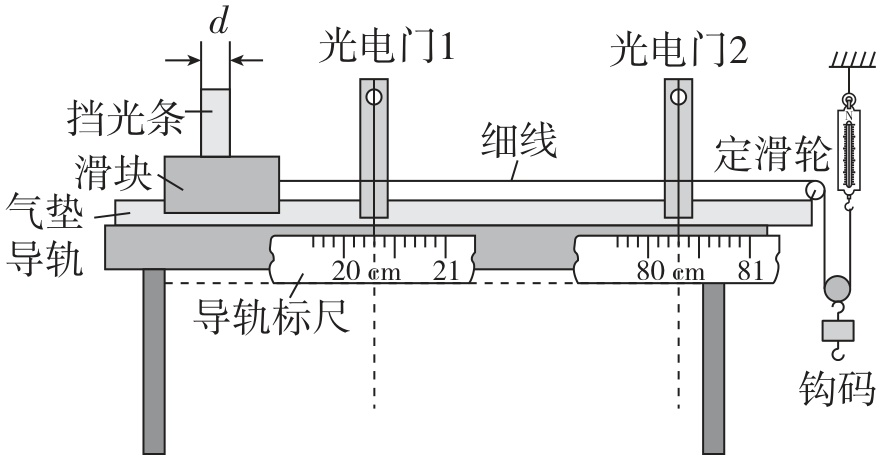 d
光电门1
光电门2
挡光条
细线
定滑轮
N
滑块
气垫
导轨
20 cm 21
80 cm 81
导轨标尺
钩码